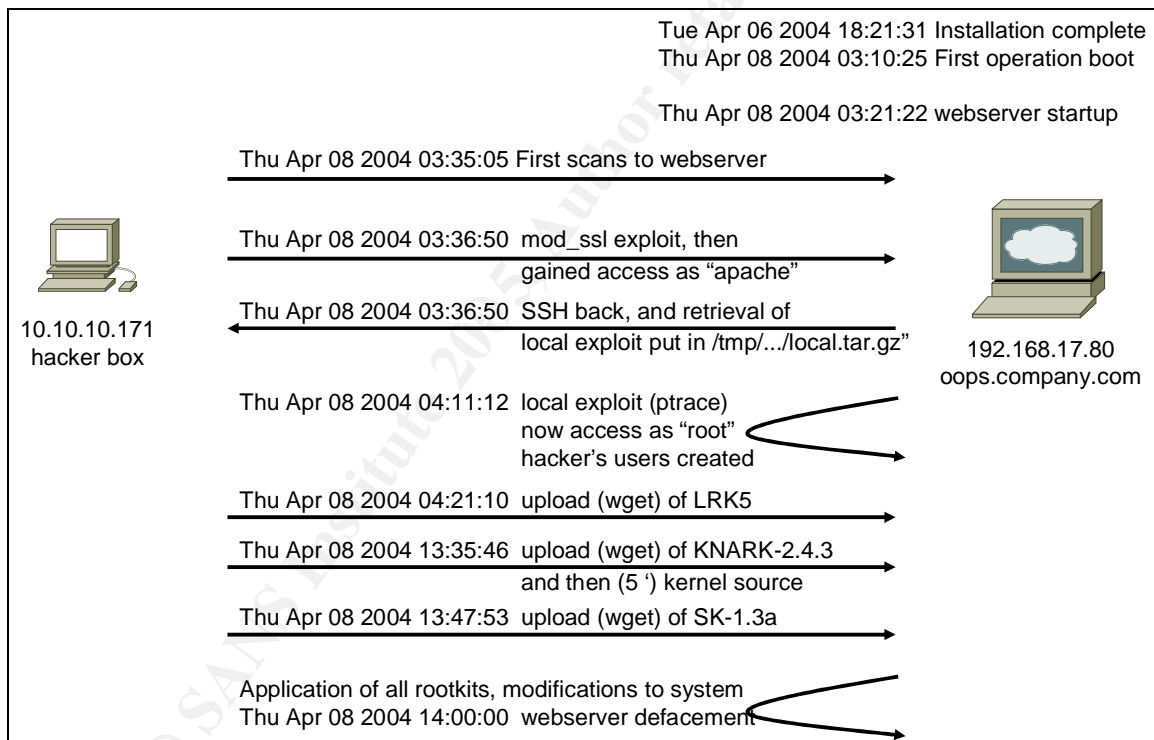 Tue Apr 06 2004 18:21:31 Installation complete
Thu Apr 08 2004 03:10:25 First operation boot
Thu Apr 08 2004 03:21:22 webserver startup
Thu Apr 08 2004 03:35:05 First scans to webserver
Thu Apr 08 2004 03:36:50 mod_ssl exploit, then
gained access as “apache”
Thu Apr 08 2004 03:36:50 SSH back, and retrieval of
local exploit put in /tmp/.../local.tar.gz”
10.10.10.171
hacker box
192.168.17.80
oops.company.com
Thu Apr 08 2004 04:11:12 local exploit (ptrace)
now access as “root”
hacker’s users created
Thu Apr 08 2004 04:21:10 upload (wget) of LRK5
Thu Apr 08 2004 13:35:46 upload (wget) of KNARK-2.4.3
and then (5 ‘) kernel source
Thu Apr 08 2004 13:47:53 upload (wget) of SK-1.3a
Application of all rootkits, modifications to system
Thu Apr 08 2004 14:00:00 webserver defacement
SANS Institute 2005, Author